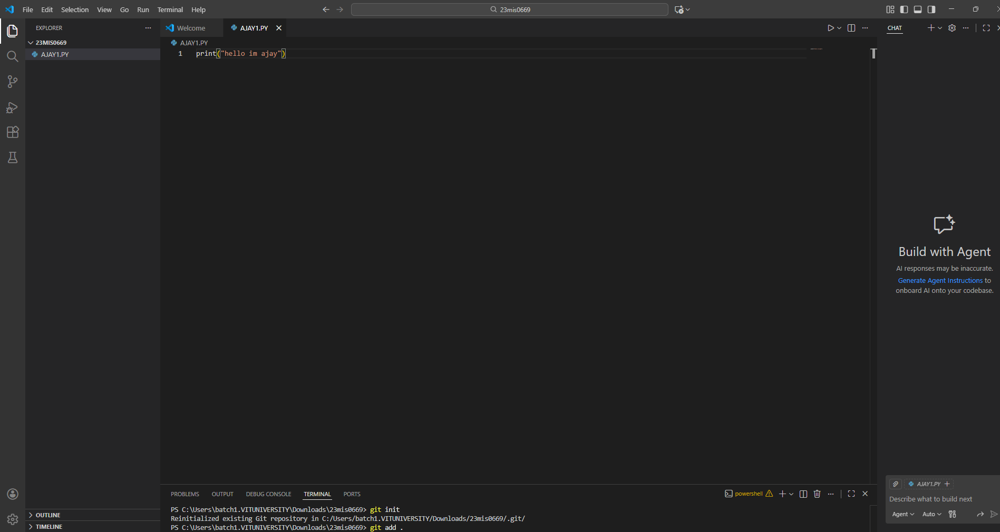 File Edit Selection View Go Run Terminal Help
23mis0669
EXPLORER
23MIS0669
AJAY1.PY
OUTLINE
TIMELINE
Welcome
AJAY1.PY
AJAY1.PY
1 print("hello im ajay")
PROBLEMS OUTPUT DEBUG CONSOLE TERMINAL PORTS
powershell
PS C:\Users\batch1.VITUNIVERSITY\Downloads\23mis0669> git init
Reinitialized existing Git repository in C:/Users/batch1.VITUNIVERSITY/Downloads/23mis0669/.git/
PS C:\Users\batch1.VITUNIVERSITY\Downloads\23mis0669> git add .
CHAT
Build with Agent
AI responses may be inaccurate.
Generate Agent Instructions to
onboard AI onto your codebase.
AJAY1.PY
Describe what to build next
Agent Auto